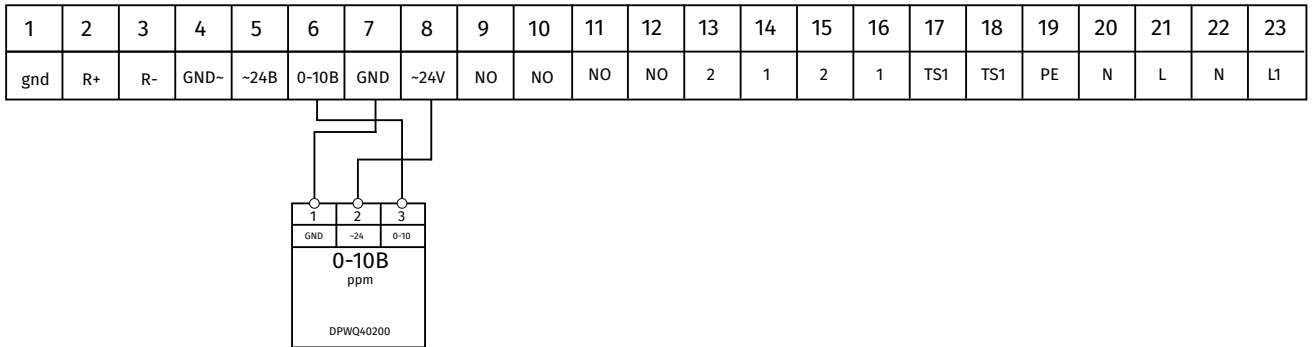 1 2 3 4 5 6 7 8 9 10 11 12 13 14 15 16 17 18 19 20 21 22 23
gnd R+ R- GND~ ~24В 0-10В GND ~24V NO NO NO NO 2 1 2 1 TS1 TS1 PE N L N L1
1 2 3
GND ~24 0-10
0-10В
ppm
DPWQ40200